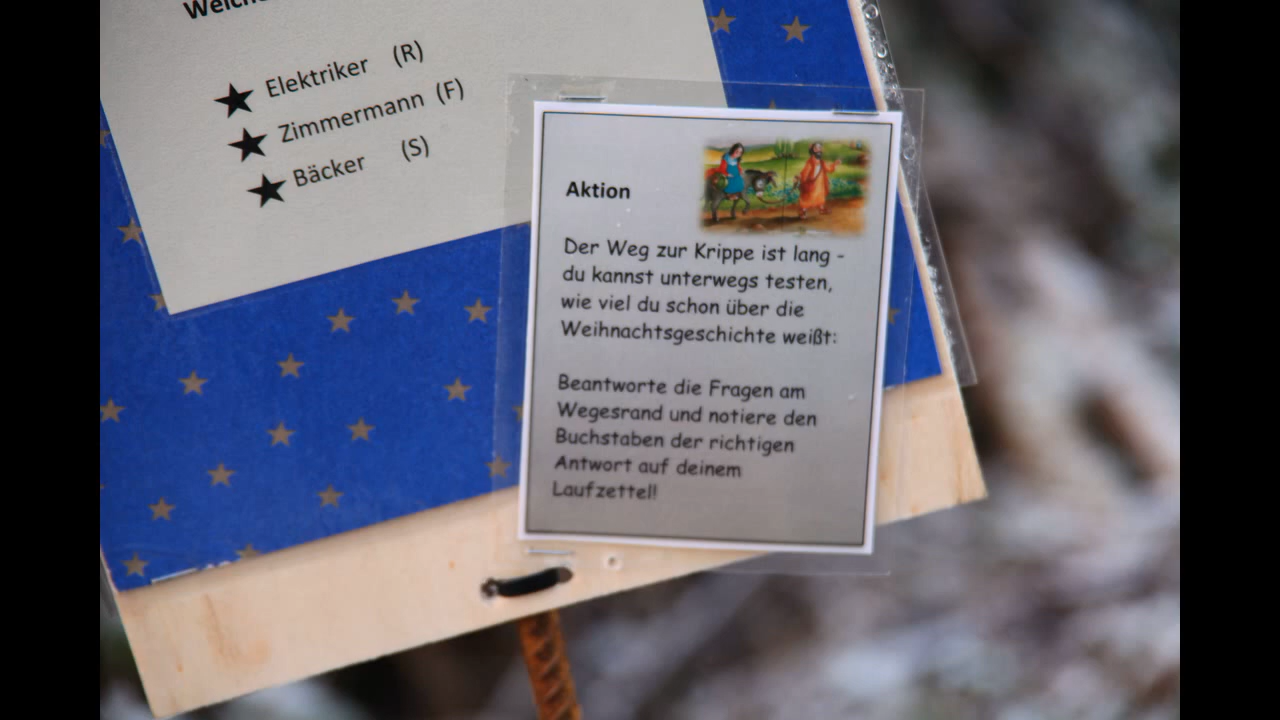 Elektriker (R)
Zimmermann (F)
Bäcker (S)
Aktion
Der Weg zur Krippe ist lang -
du kannst unterwegs testen,
wie viel du schon über die
Weihnachtsgeschichte weißt:
Beantworte die Fragen am
Wegesrand und notiere den
Buchstaben der richtigen
Antwort auf deinem
Laufzettel!